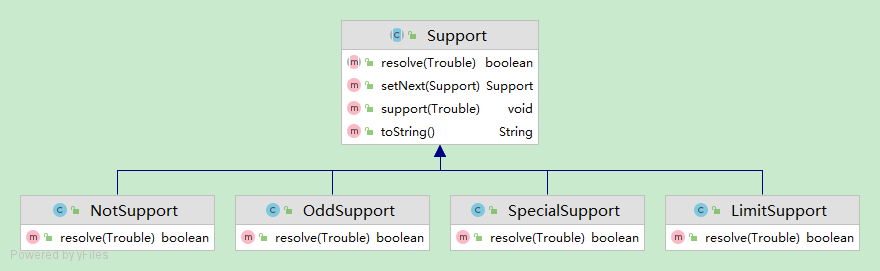 Support
resolve(Trouble) boolean
setNext(Support) Support
support(Trouble) void
toString() String
NotSupport
resolve(Trouble) boolean
OddSupport
resolve(Trouble) boolean
SpecialSupport
resolve(Trouble) boolean
LimitSupport
resolve(Trouble) boolean
Powered by yFiles